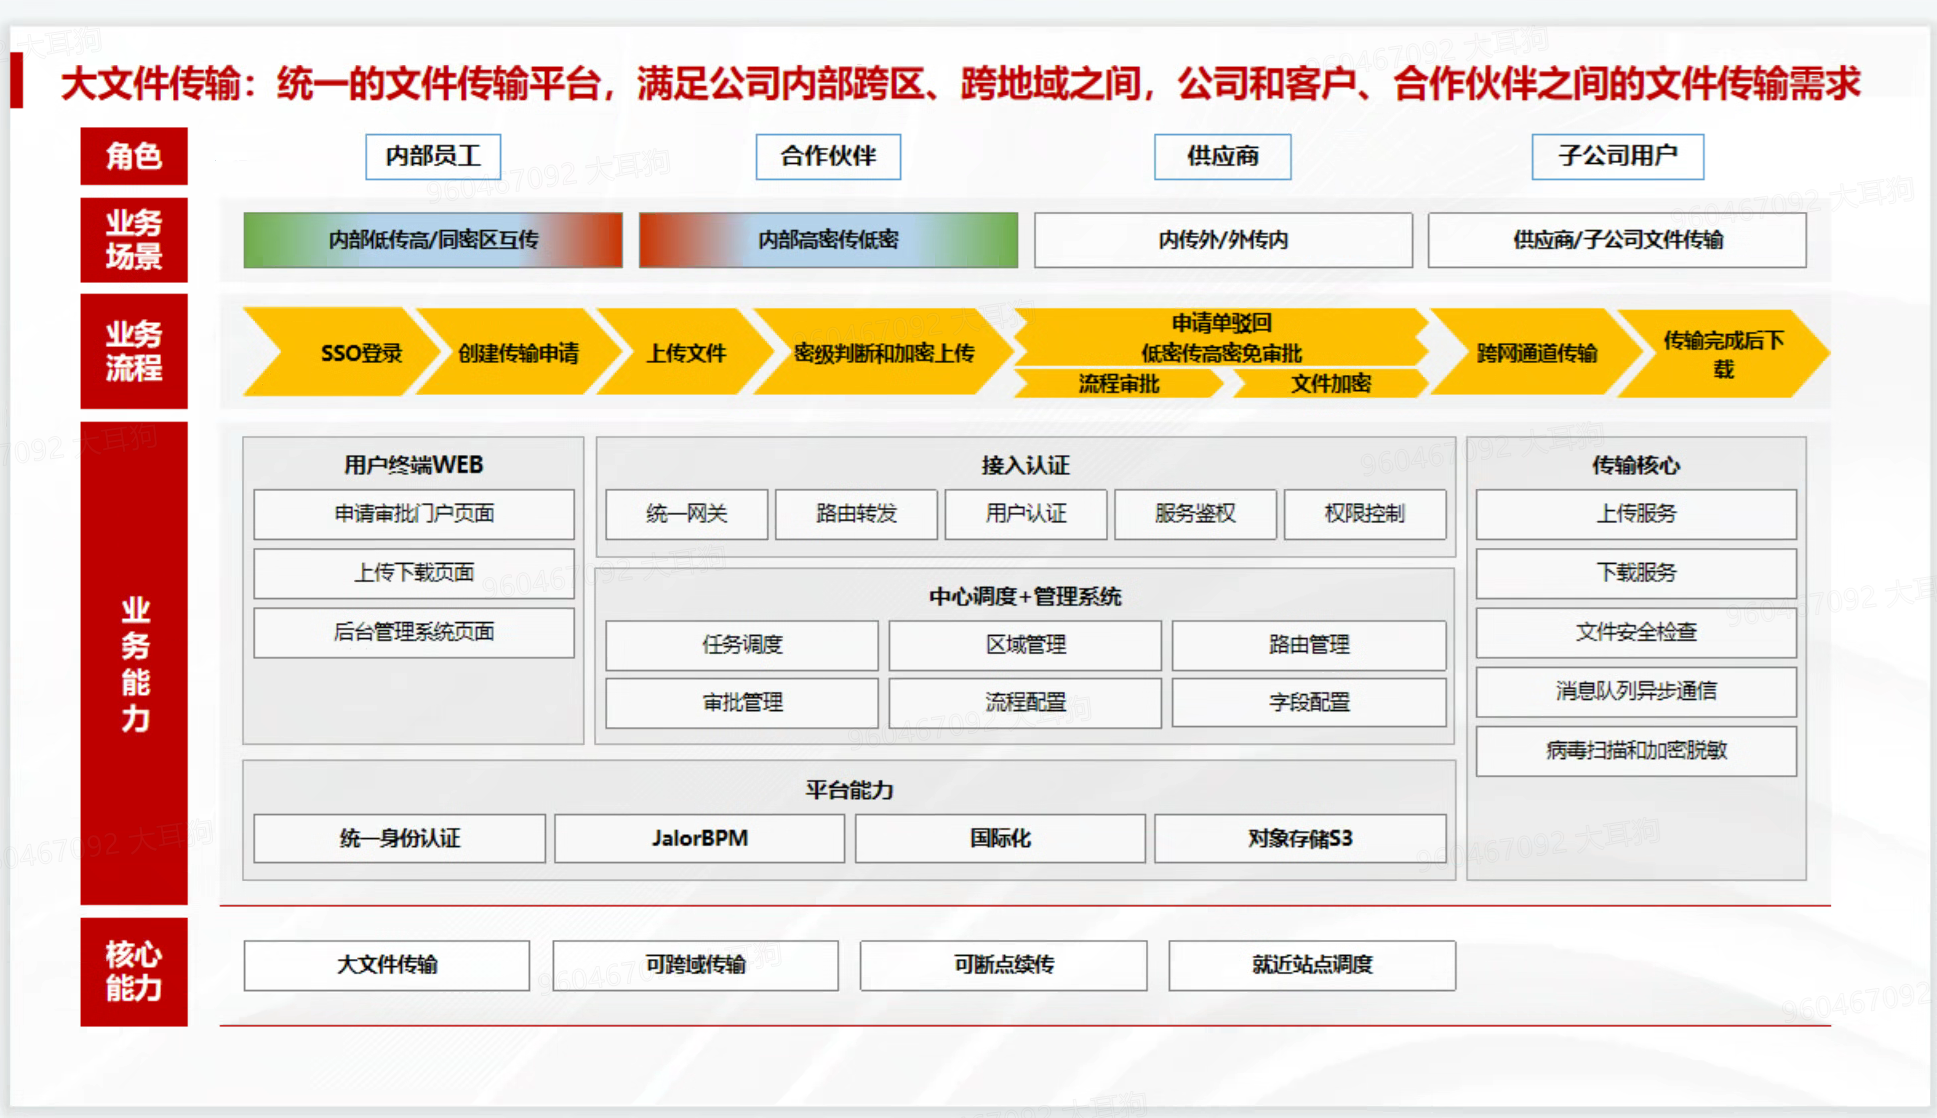 大文件传输：统一的文件传输平台，满足公司内部跨区、跨地域之间，公司和客户、合作伙伴之间的文件传输需求
角色
内部员工
合作伙伴
供应商
子公司用户
业务
场景
内部低传高/同密区互传
内部高密传低密
内传外/外传内
供应商/子公司文件传输
业务
流程
SSO登录
创建传输申请
上传文件
密级判断和加密上传
申请单驳回
低密传高密免审批
流程审批
文件加密
跨网通道传输
传输完成后下
载
业
务
能
力
用户终端WEB
申请审批门户页面
上传下载页面
后台管理系统页面
接入认证
统一网关
路由转发
用户认证
服务鉴权
权限控制
中心调度+管理系统
任务调度
区域管理
路由管理
审批管理
流程配置
字段配置
传输核心
上传服务
下载服务
文件安全检查
消息队列异步通信
病毒扫描和加密脱敏
平台能力
统一身份认证
JalorBPM
国际化
对象存储S3
核心
能力
大文件传输
可跨域传输
可断点续传
就近站点调度
960467092 大耳狗